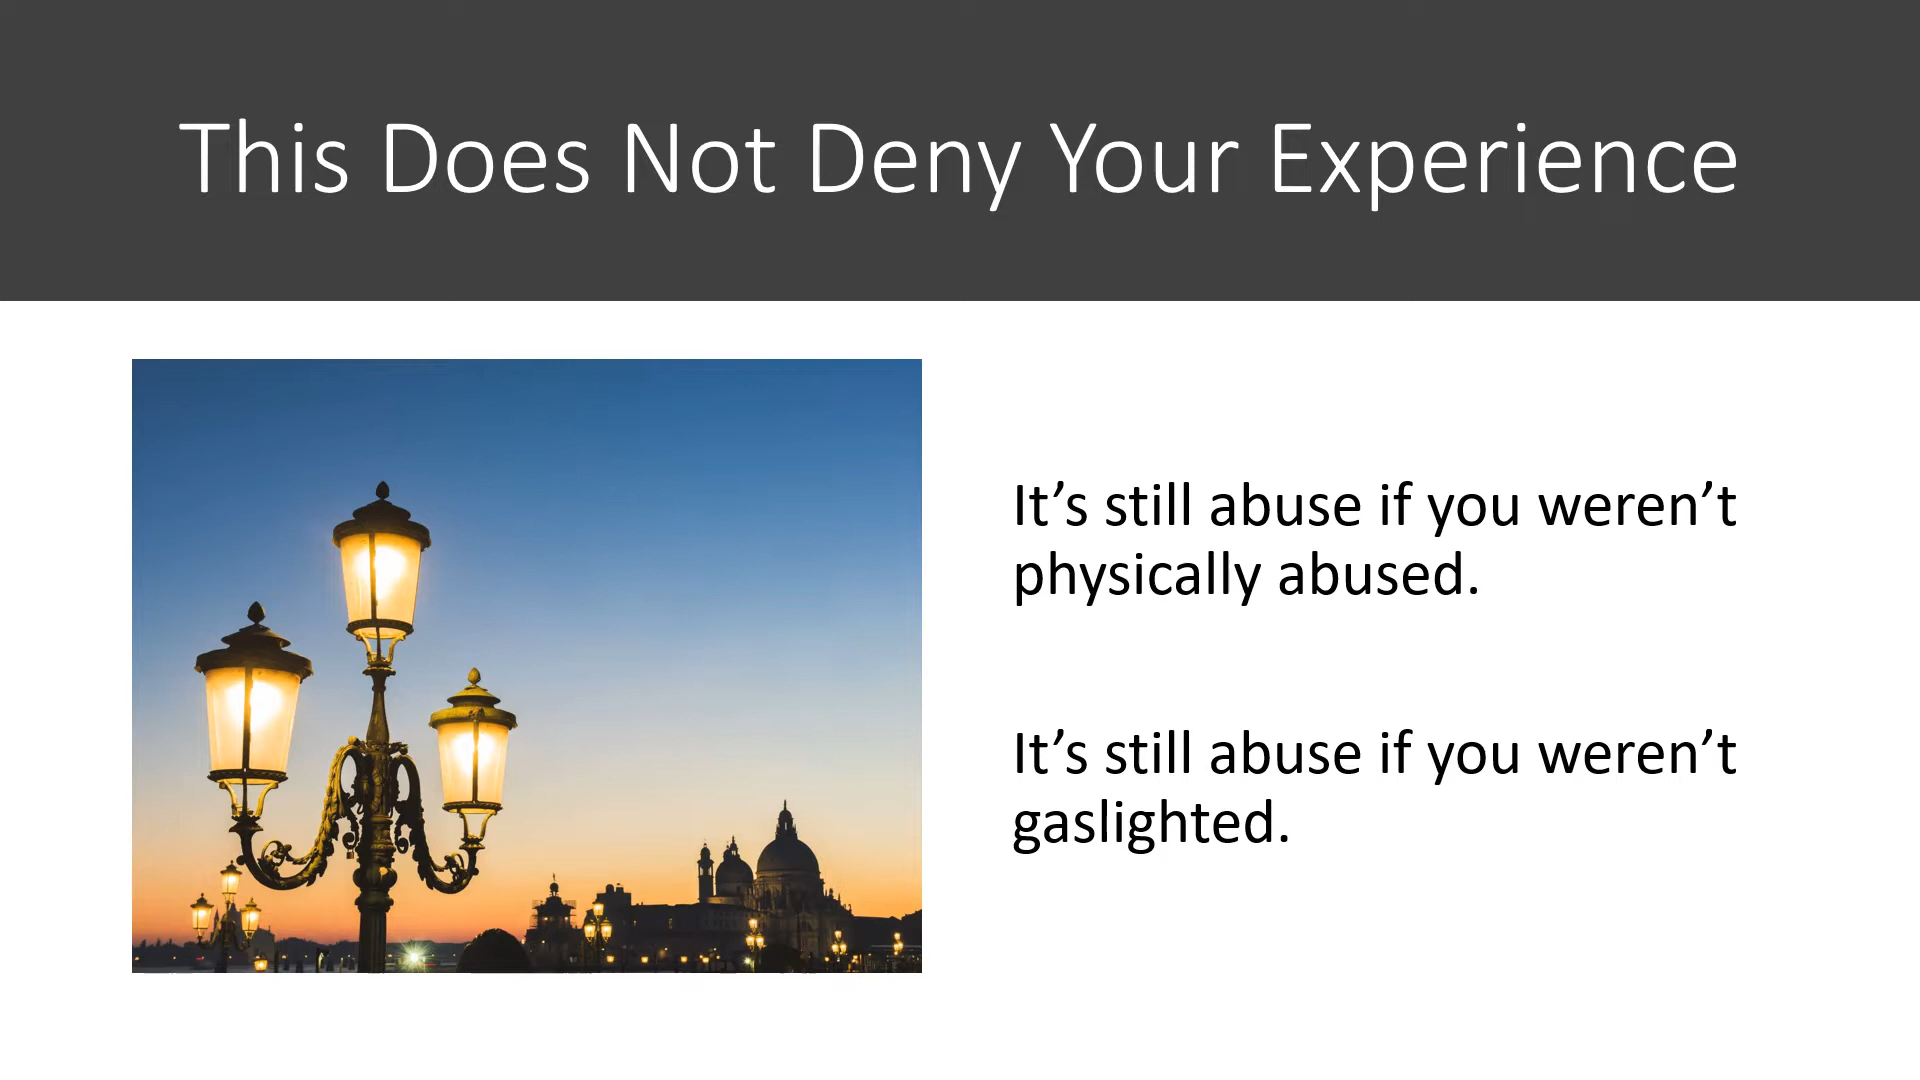 This Does Not Deny Your Experience
It’s still abuse if you weren’t
physically abused.
It’s still abuse if you weren’t
gaslighted.